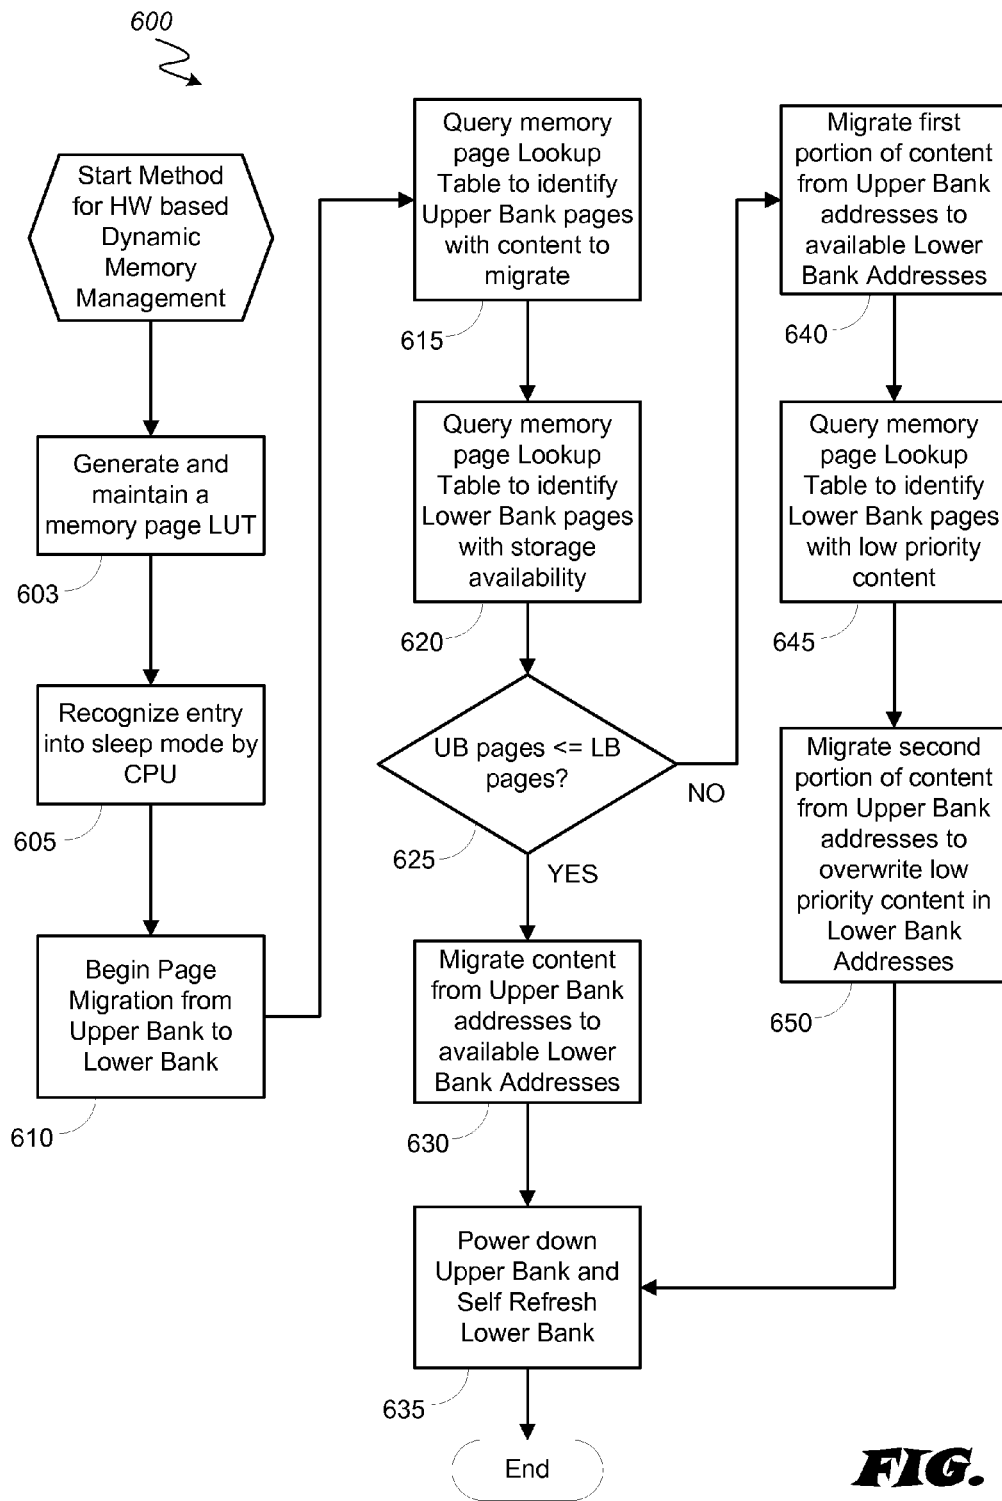 600
Start Method
for HW based
Dynamic
Memory
Management
Generate and
maintain a
memory page LUT
603
Recognize entry
into sleep mode by
CPU
605
Begin Page
Migration from
Upper Bank to
Lower Bank
610
Query memory
page Lookup
Table to identify
Upper Bank pages
with content to
migrate
615
Query memory
page Lookup
Table to identify
Lower Bank pages
with storage
availability
620
UB pages <= LB
pages?
625
NO
YES
Migrate content
from Upper Bank
addresses to
available Lower
Bank Addresses
630
Power down
Upper Bank and
Self Refresh
Lower Bank
635
End
Migrate first
portion of content
from Upper Bank
addresses to
available Lower
Bank Addresses
640
Query memory
page Lookup
Table to identify
Lower Bank pages
with low priority
content
645
Migrate second
portion of content
from Upper Bank
addresses to
overwrite low
priority content in
Lower Bank
Addresses
650
FIG.